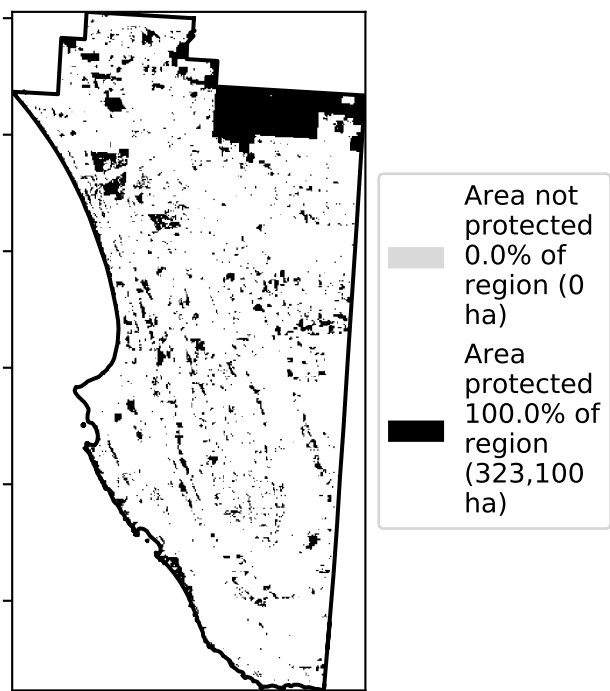 Area not
protected
0.0% of
region (0
ha)
Area
protected
100.0% of
region
(323,100
ha)